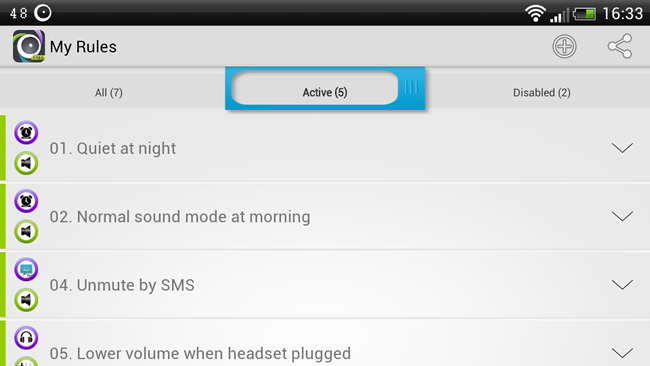 48
16:33
My Rules
All (7)
Active (5)
Disabled (2)
01. Quiet at night
02. Normal sound mode at morning
04. Unmute by SMS
05. Lower volume when headset plugged